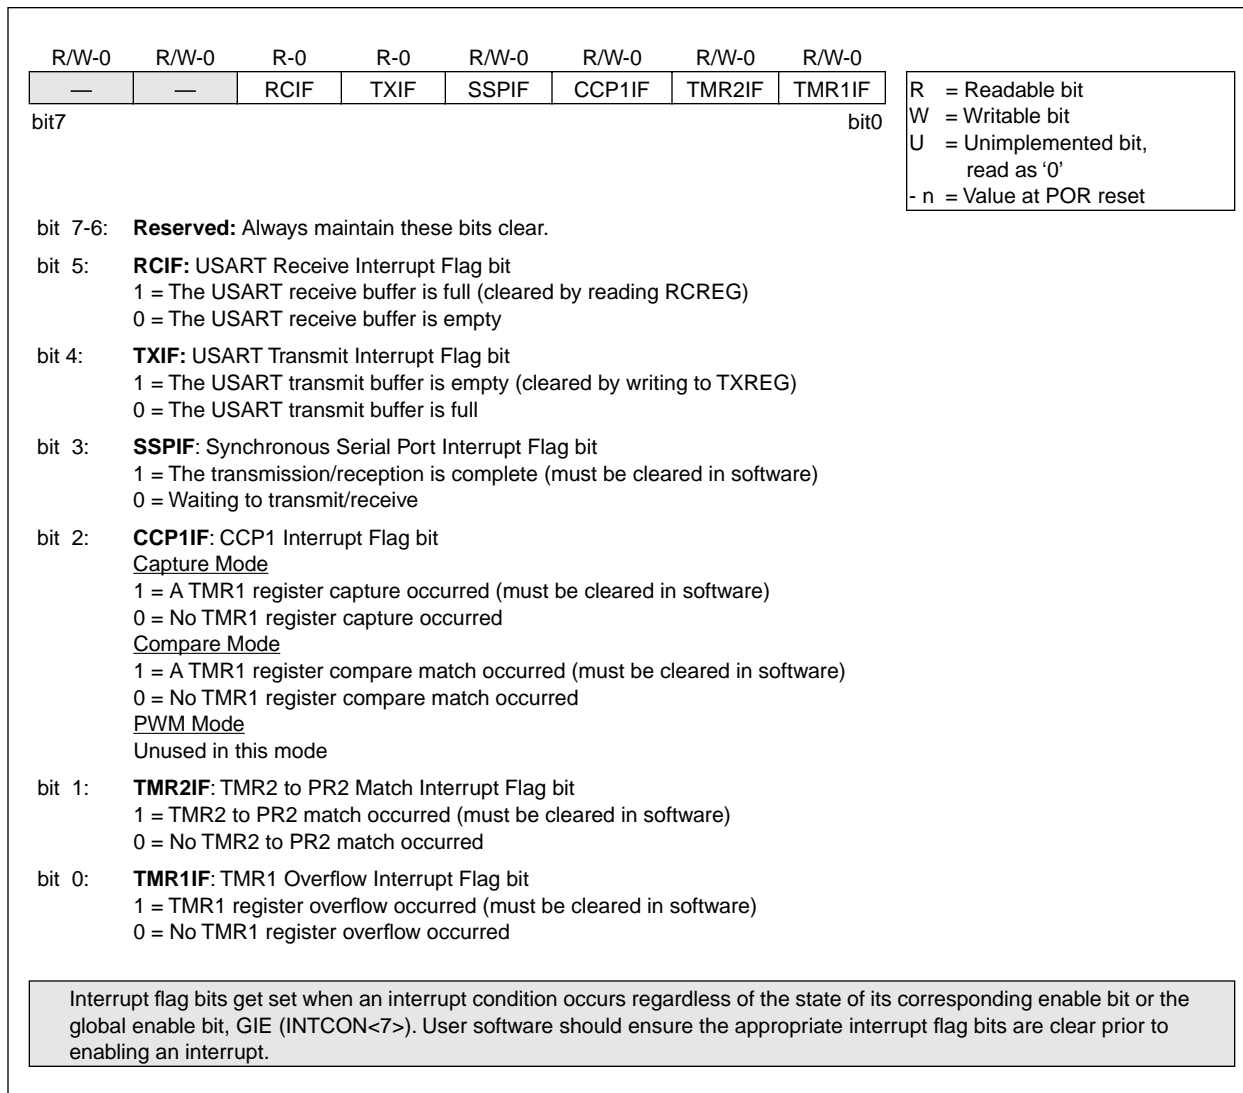 R/W-0 R/W-0 R-0 R-0 R/W-0 R/W-0 R/W-0 R/W-0
— — RCIF TXIF SSPIF CCP1IF TMR2IF TMR1IF
bit7 bit0
R = Readable bit
W = Writable bit
U = Unimplemented bit,
read as ‘0’
- n = Value at POR reset
bit 7-6: Reserved: Always maintain these bits clear.
bit 5: RCIF: USART Receive Interrupt Flag bit
1 = The USART receive buffer is full (cleared by reading RCREG)
0 = The USART receive buffer is empty
bit 4: TXIF: USART Transmit Interrupt Flag bit
1 = The USART transmit buffer is empty (cleared by writing to TXREG)
0 = The USART transmit buffer is full
bit 3: SSPIF: Synchronous Serial Port Interrupt Flag bit
1 = The transmission/reception is complete (must be cleared in software)
0 = Waiting to transmit/receive
bit 2: CCP1IF: CCP1 Interrupt Flag bit
Capture Mode
1 = A TMR1 register capture occurred (must be cleared in software)
0 = No TMR1 register capture occurred
Compare Mode
1 = A TMR1 register compare match occurred (must be cleared in software)
0 = No TMR1 register compare match occurred
PWM Mode
Unused in this mode
bit 1: TMR2IF: TMR2 to PR2 Match Interrupt Flag bit
1 = TMR2 to PR2 match occurred (must be cleared in software)
0 = No TMR2 to PR2 match occurred
bit 0: TMR1IF: TMR1 Overflow Interrupt Flag bit
1 = TMR1 register overflow occurred (must be cleared in software)
0 = No TMR1 register overflow occurred
Interrupt flag bits get set when an interrupt condition occurs regardless of the state of its corresponding enable bit or the
global enable bit, GIE (INTCON<7>). User software should ensure the appropriate interrupt flag bits are clear prior to
enabling an interrupt.